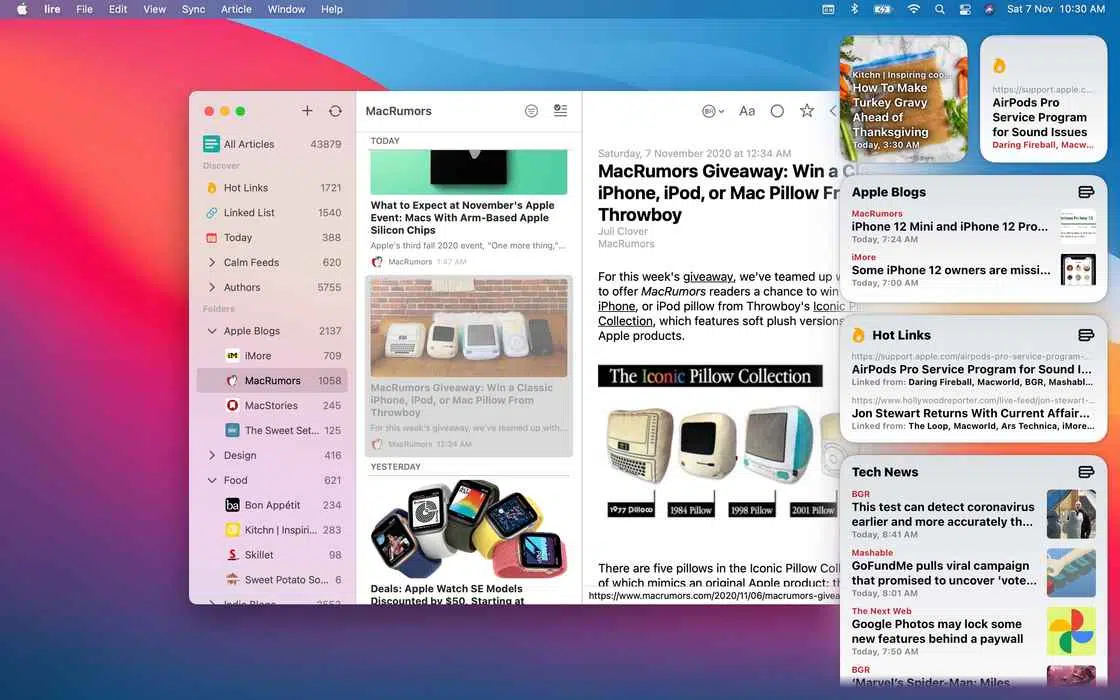 lire File Edit View Sync Article Window Help
Sat 7 Nov 10:30 AM
All Articles 43879
Discover
Hot Links 1721
Linked List 1540
Today 388
Calm Feeds 620
Authors 5755
Folders
Apple Blogs 2137
iMore 709
MacRumors 1058
MacStories 245
The Sweet Set... 125
Design 416
Food 621
Bon Appétit 234
Kitchn | Inspiri... 283
Skillet 98
Sweet Potato So... 6
MacRumors
TODAY
What to Expect at November's Apple
Event: Macs With Arm-Based Apple
Silicon Chips
Apple's third fall 2020 event, "One more thing,"...
MacRumors 1:47 AM
MacRumors Giveaway: Win a Classic
iPhone, iPod, or Mac Pillow From
Throwboy
For this week's giveaway, we've teamed up with...
MacRumors 12:34 AM
YESTERDAY
Deals: Apple Watch SE Models
Discounted by $50, Starting at
Aa
Saturday, 7 November 2020 at 12:34 AM
MacRumors Giveaway: Win a Cl
iPhone, iPod, or Mac Pillow Fr
Throwboy
Juli Clover
MacRumors
For this week's giveaway, we've teamed up w
to offer MacRumors readers a chance to win
iPhone, or iPod pillow from Throwboy's Iconic P
Collection, which features soft plush versions
Apple products.
The Iconic Pillow Collection
1977 Pillow 1984 Pillow 1998 Pillow 2001 Pillow
There are five pillows in the Iconic Pillow Coll
of which mimics an original Apple product: th
https://www.macrumors.com/2020/11/06/macrumors-givea
Kitchn | Inspiring coo...
How To Make
Turkey Gravy
Ahead of
Thanksgiving
Today, 3:30 AM
https://support.apple.c...
AirPods Pro
Service Program
for Sound Issues
Daring Fireball, Macw...
Apple Blogs
MacRumors
iPhone 12 Mini and iPhone 12 Pro...
Today, 7:24 AM
iMore
Some iPhone 12 owners are missi...
Today, 7:00 AM
Hot Links
https://support.apple.com/airpods-pro-service-program-...
AirPods Pro Service Program for Sound I...
Linked from: Daring Fireball, Macworld, BGR, Mashabl...
https://www.hollywoodreporter.com/live-feed/jon-stewart-...
Jon Stewart Returns With Current Affair...
Linked from: The Loop, Macworld, Ars Technica, iMore...
Tech News
BGR
This test can detect coronavirus
earlier and more accurately th...
Today, 8:41 AM
Mashable
GoFundMe pulls viral campaign
that promised to uncover 'vote...
Today, 8:01 AM
The Next Web
Google Photos may lock some
new features behind a paywall
Today, 7:50 AM
BGR
'Marvel's Spider-Man: Miles